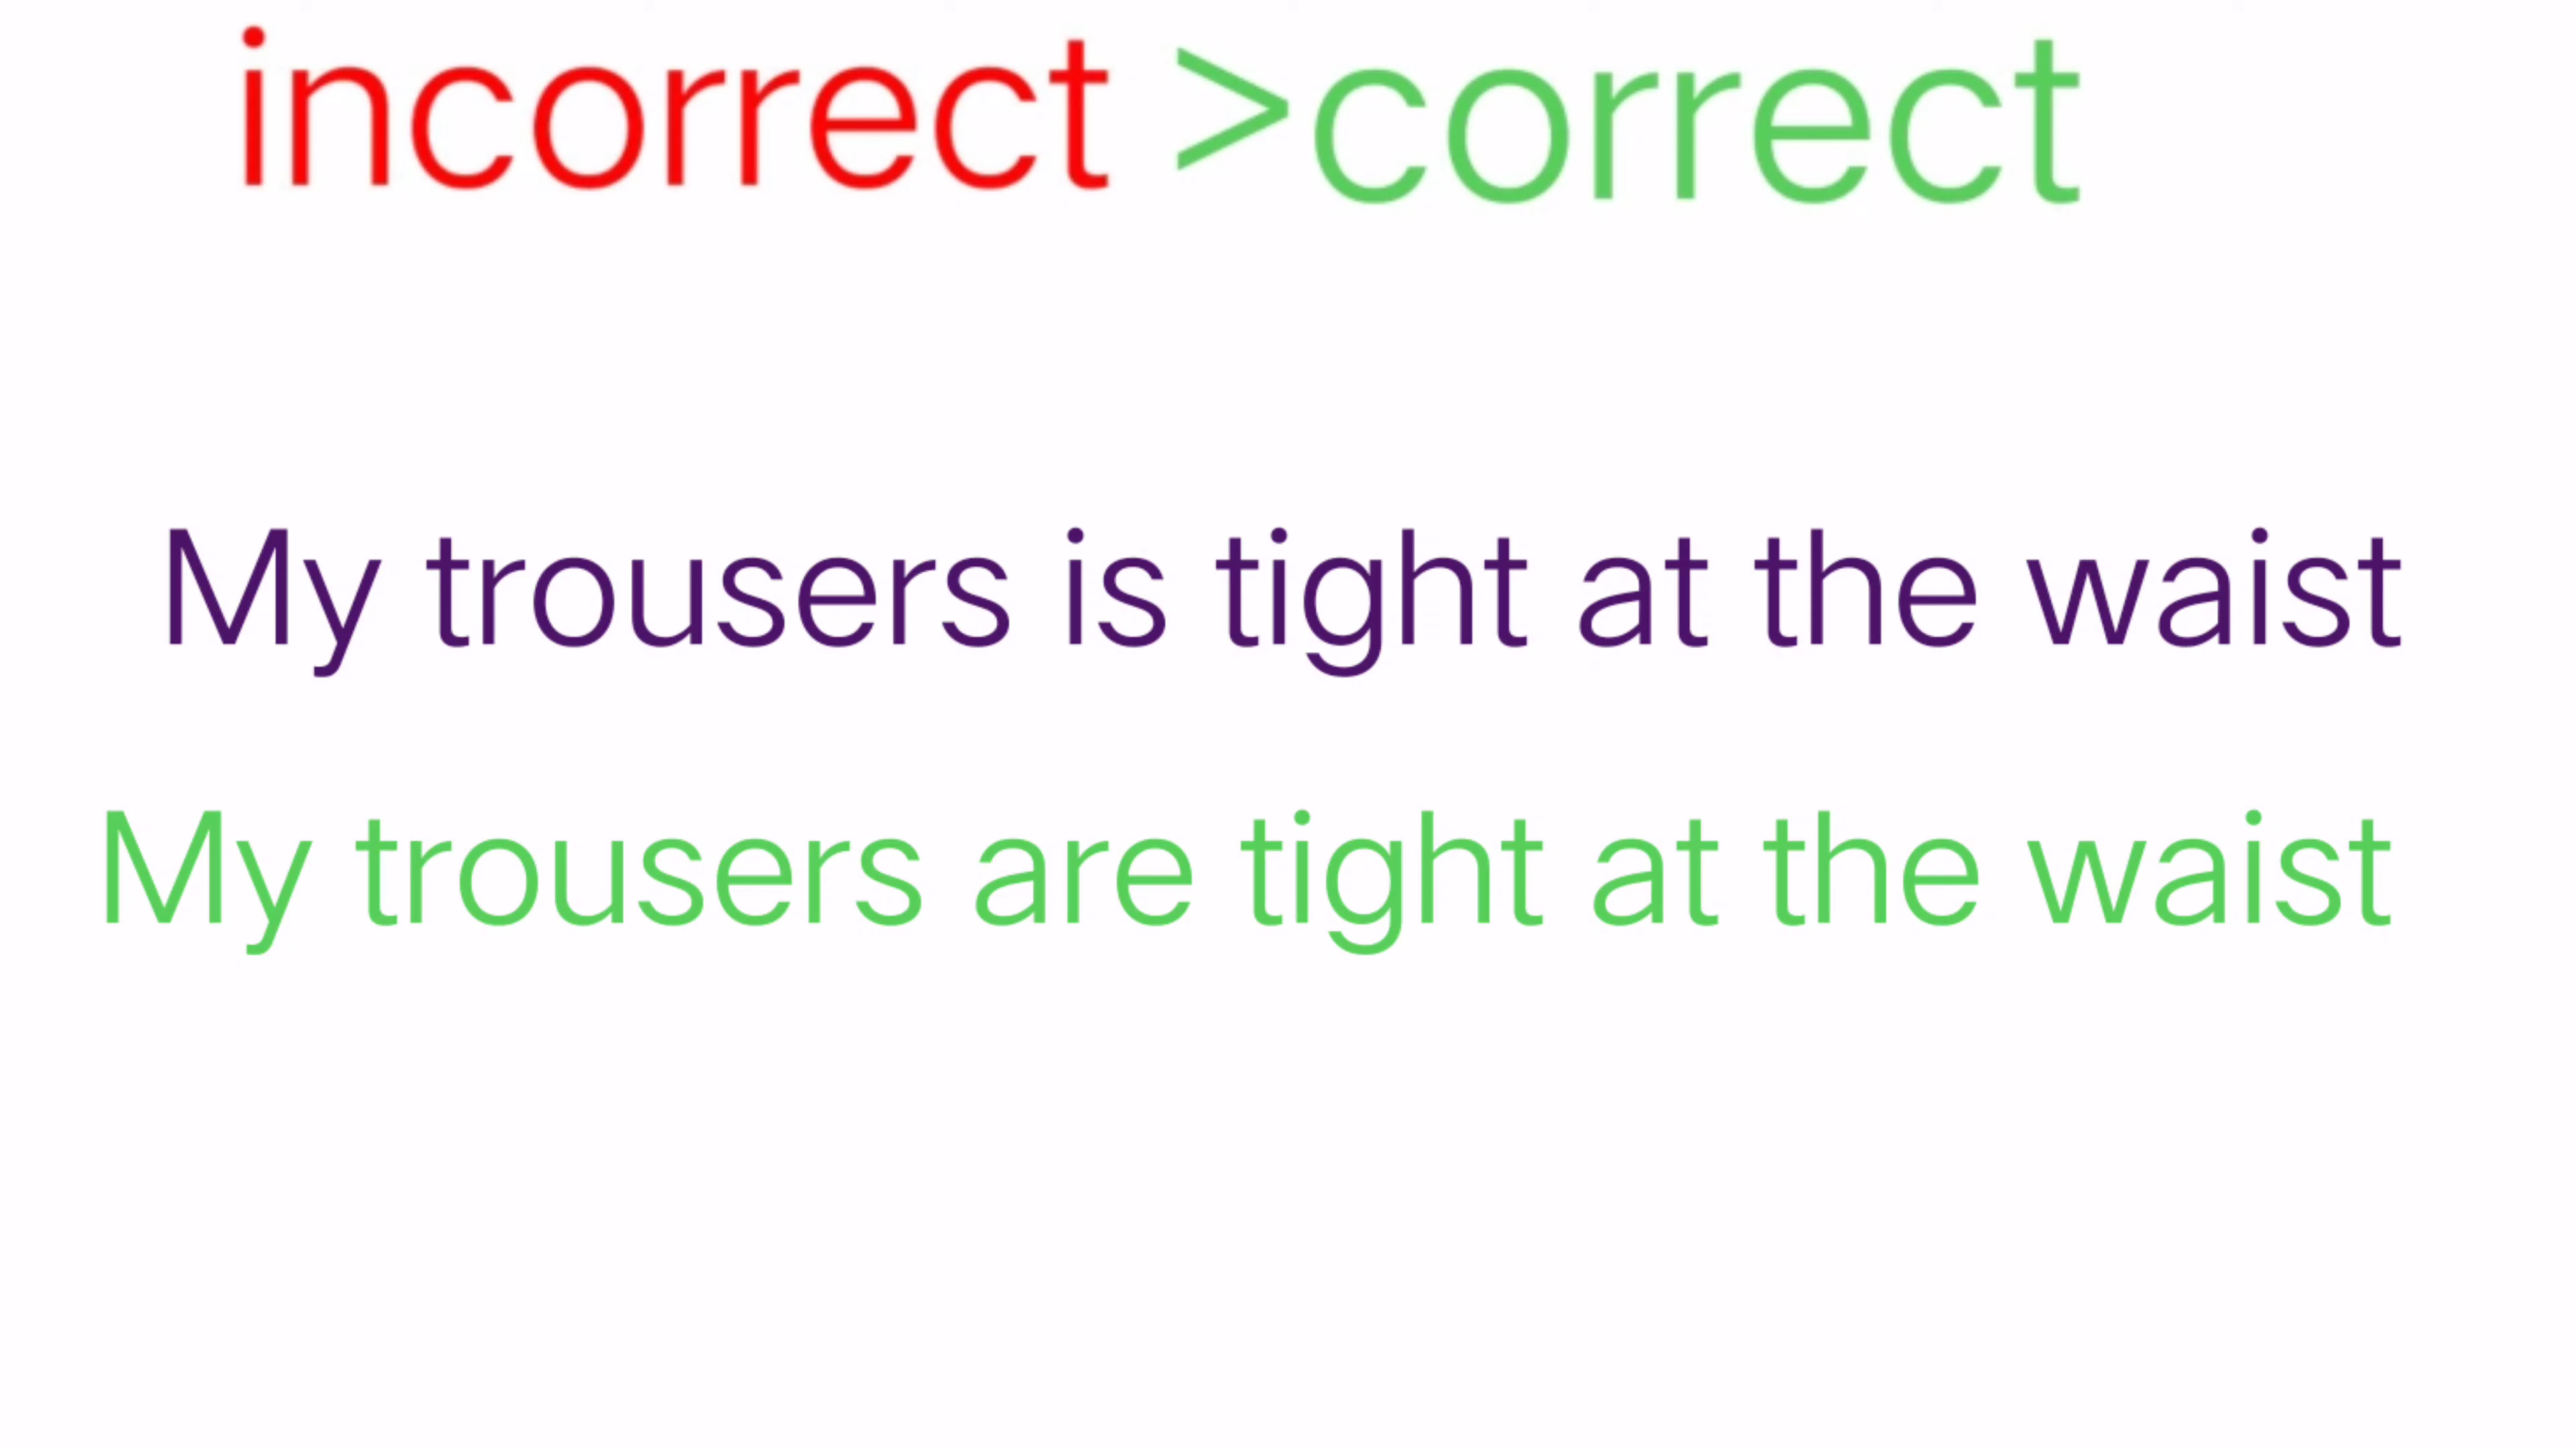 incorrect >correct
My trousers is tight at the waist
My trousers are tight at the waist